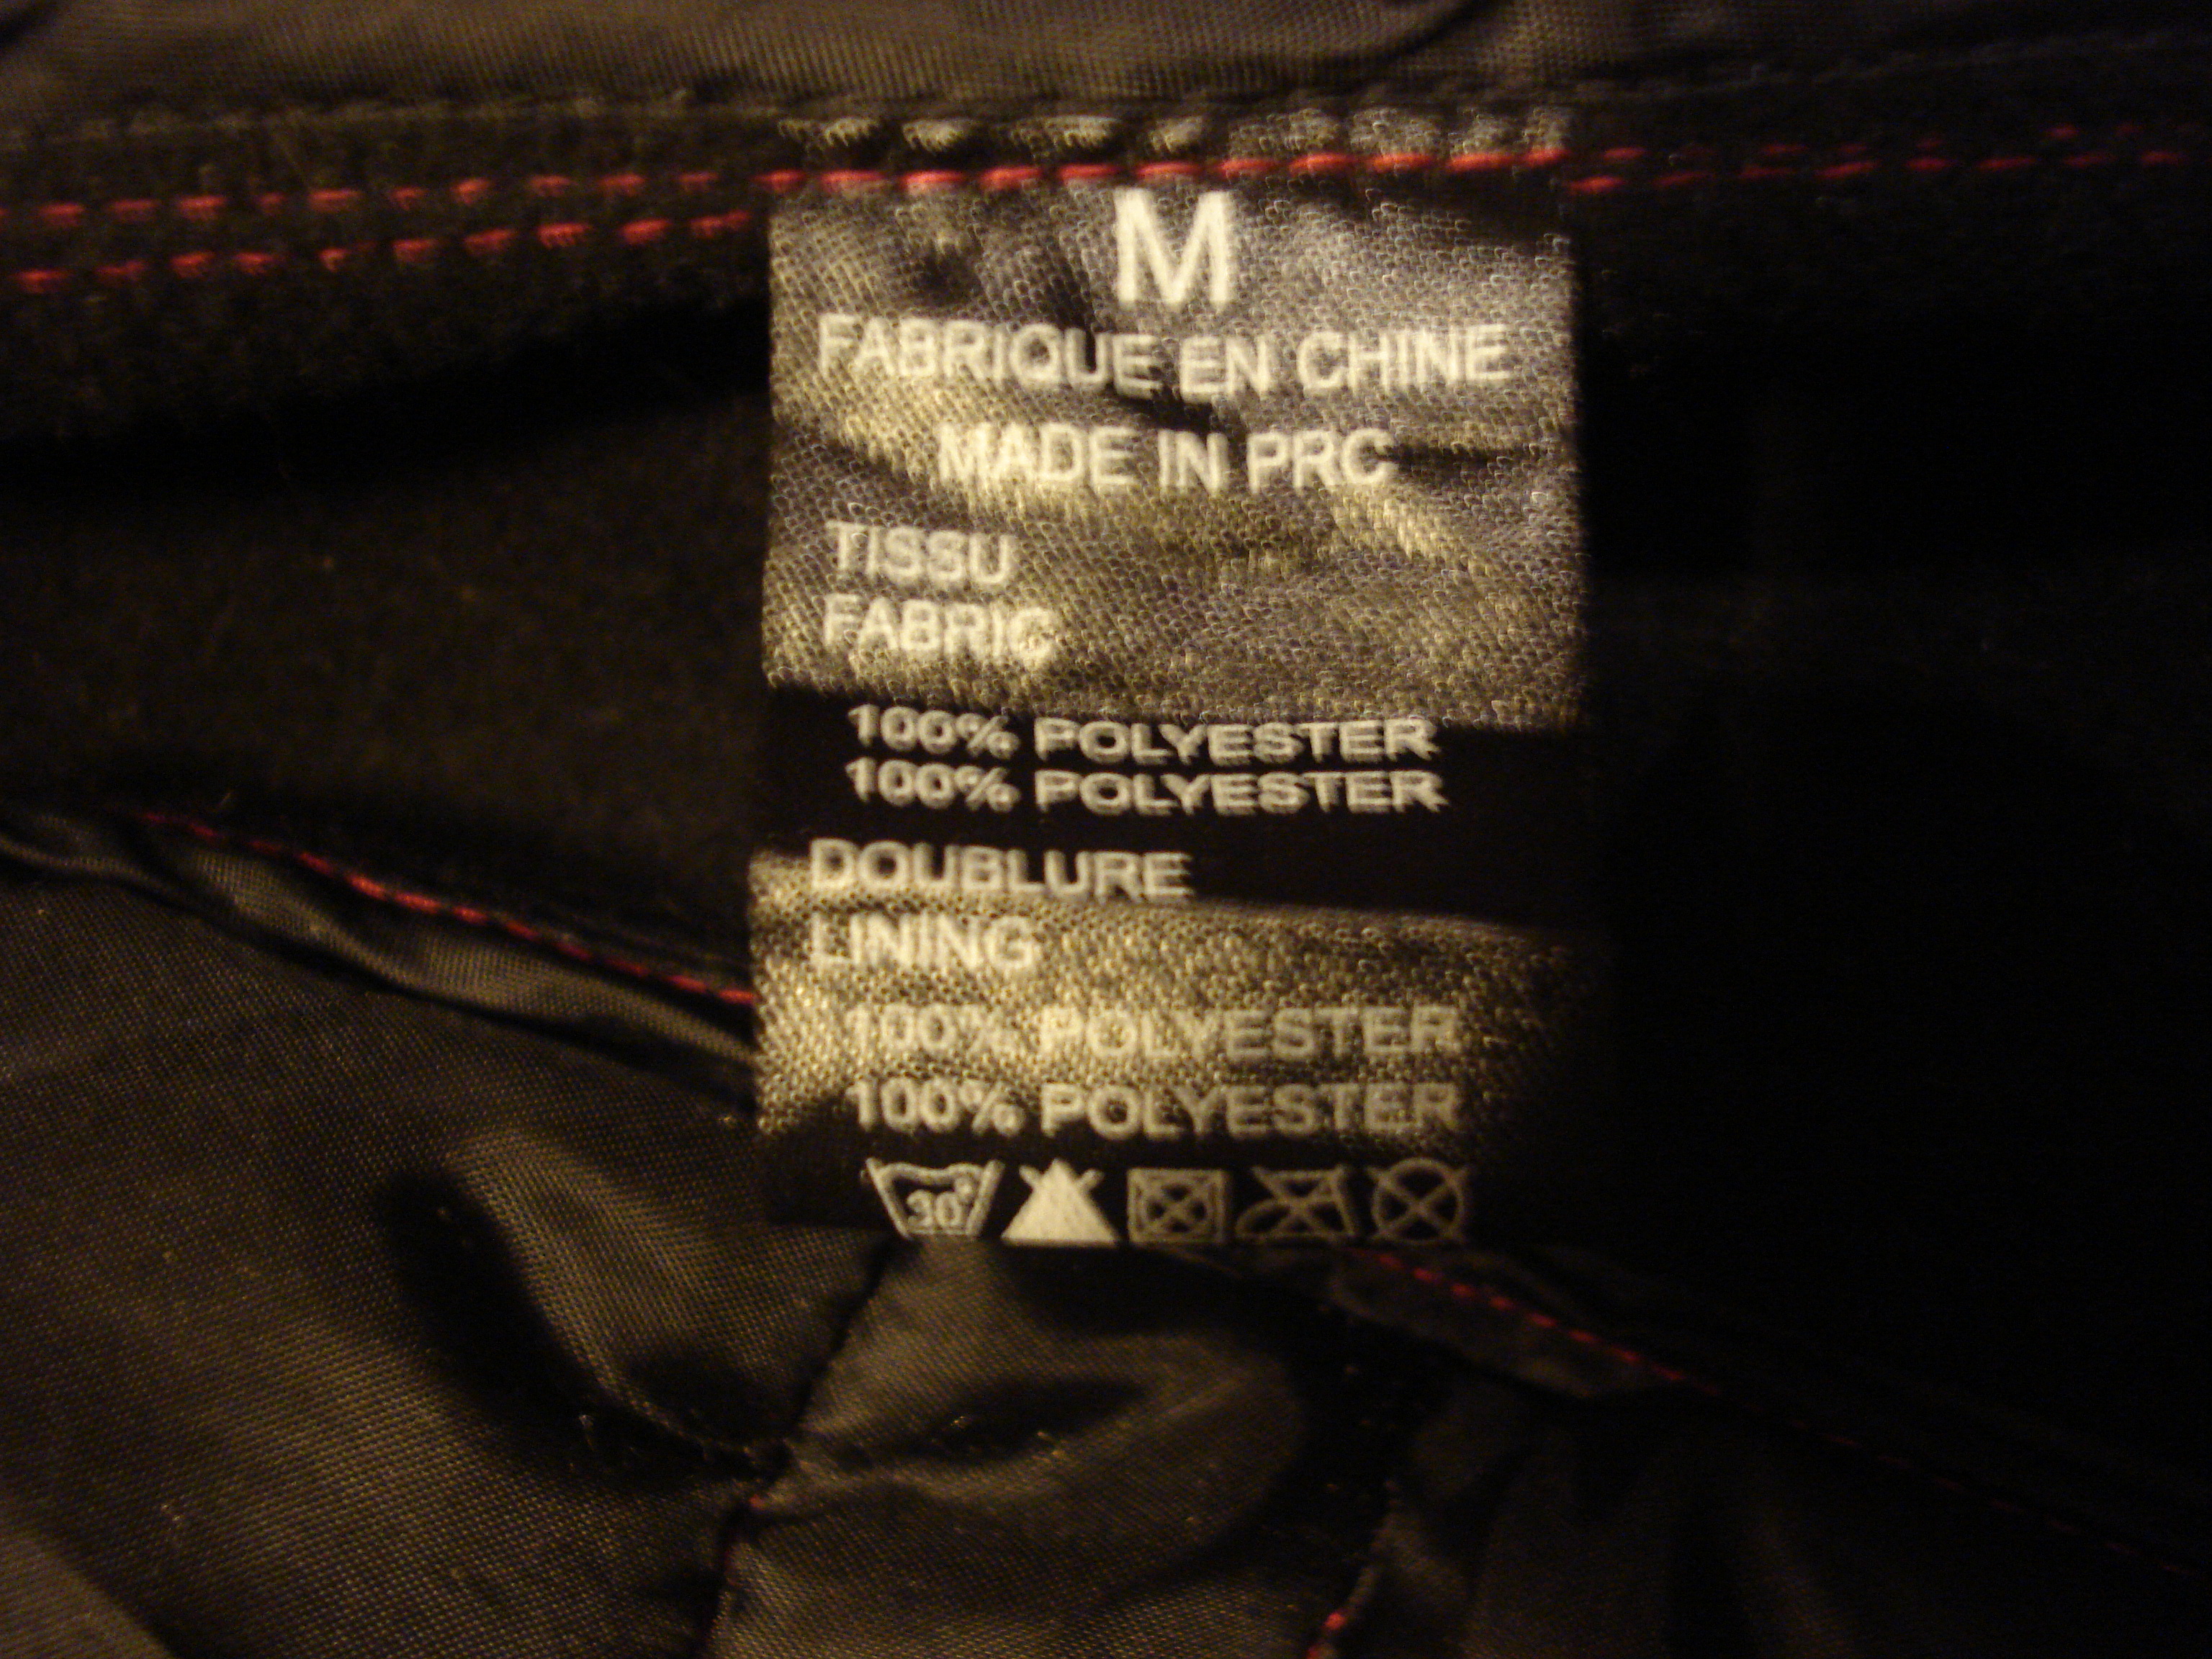 M
FABRIQUE EN CHINE
MADE IN PRC
TISSU
FABRIC
100% POLYESTER
100% POLYESTER
DOUBLURE
LINING
100% POLYESTER
100% POLYESTER
30°